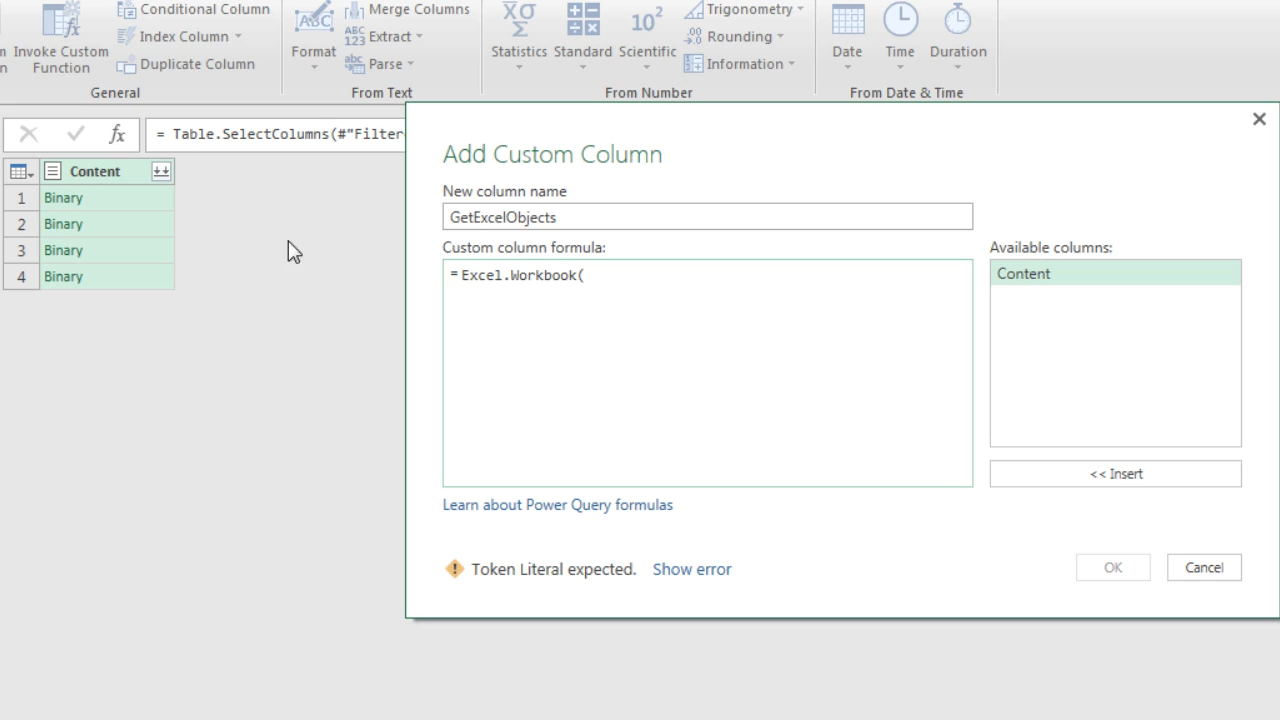 Conditional Column
Merge Columns
Trigonometry
Invoke Custom
Function
Index Column
Format
Extract
Statistics
Standard
Scientific
Rounding
Date
Time
Duration
Duplicate Column
Parse
Information
General
From Text
From Number
From Date & Time
= Table.SelectColumns(#"Filter
Content
1 Binary
2 Binary
3 Binary
4 Binary
Add Custom Column
New column name
GetExcelObjects
Custom column formula:
Available columns:
= Excel.Workbook(
Content
<< Insert
Learn about Power Query formulas
Token Literal expected.
Show error
OK
Cancel